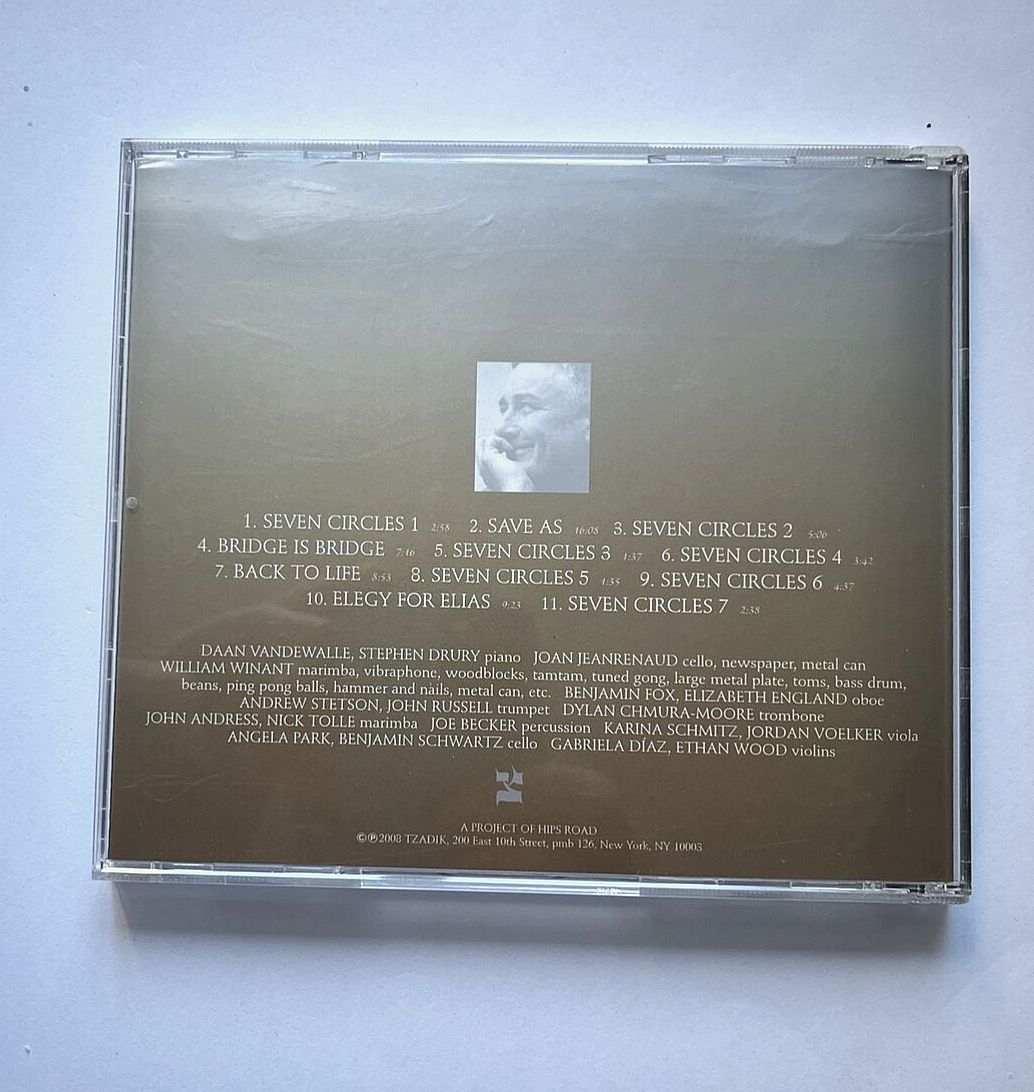 1. SEVEN CIRCLES 1 2:58 2. SAVE AS 16:08 3. SEVEN CIRCLES 2 5:06
4. BRIDGE IS BRIDGE 7:16 5. SEVEN CIRCLES 3 1:37 6. SEVEN CIRCLES 4 3:42
7. BACK TO LIFE 8:53 8. SEVEN CIRCLES 5 1:35 9. SEVEN CIRCLES 6 4:37
10. ELEGY FOR ELIAS 9:23 11. SEVEN CIRCLES 7 2:38
DAAN VANDEWALLE, STEPHEN DRURY piano JOAN JEANRENAUD cello, newspaper, metal can
WILLIAM WINANT marimba, vibraphone, woodblocks, tamtam, tuned gong, large metal plate, toms, bass drum,
beans, ping pong balls, hammer and nails, metal can, etc. BENJAMIN FOX, ELIZABETH ENGLAND oboe
ANDREW STETSON, JOHN RUSSELL trumpet DYLAN CHMURA-MOORE trombone
JOHN ANDRESS, NICK TOLLE marimba JOE BECKER percussion KARINA SCHMITZ, JORDAN VOELKER viola
ANGELA PARK, BENJAMIN SCHWARTZ cello GABRIELA DÍAZ, ETHAN WOOD violins
A PROJECT OF HIPS ROAD
©℗2008 TZADIK, 200 East 10th Street, pmb 126, New York, NY 10003